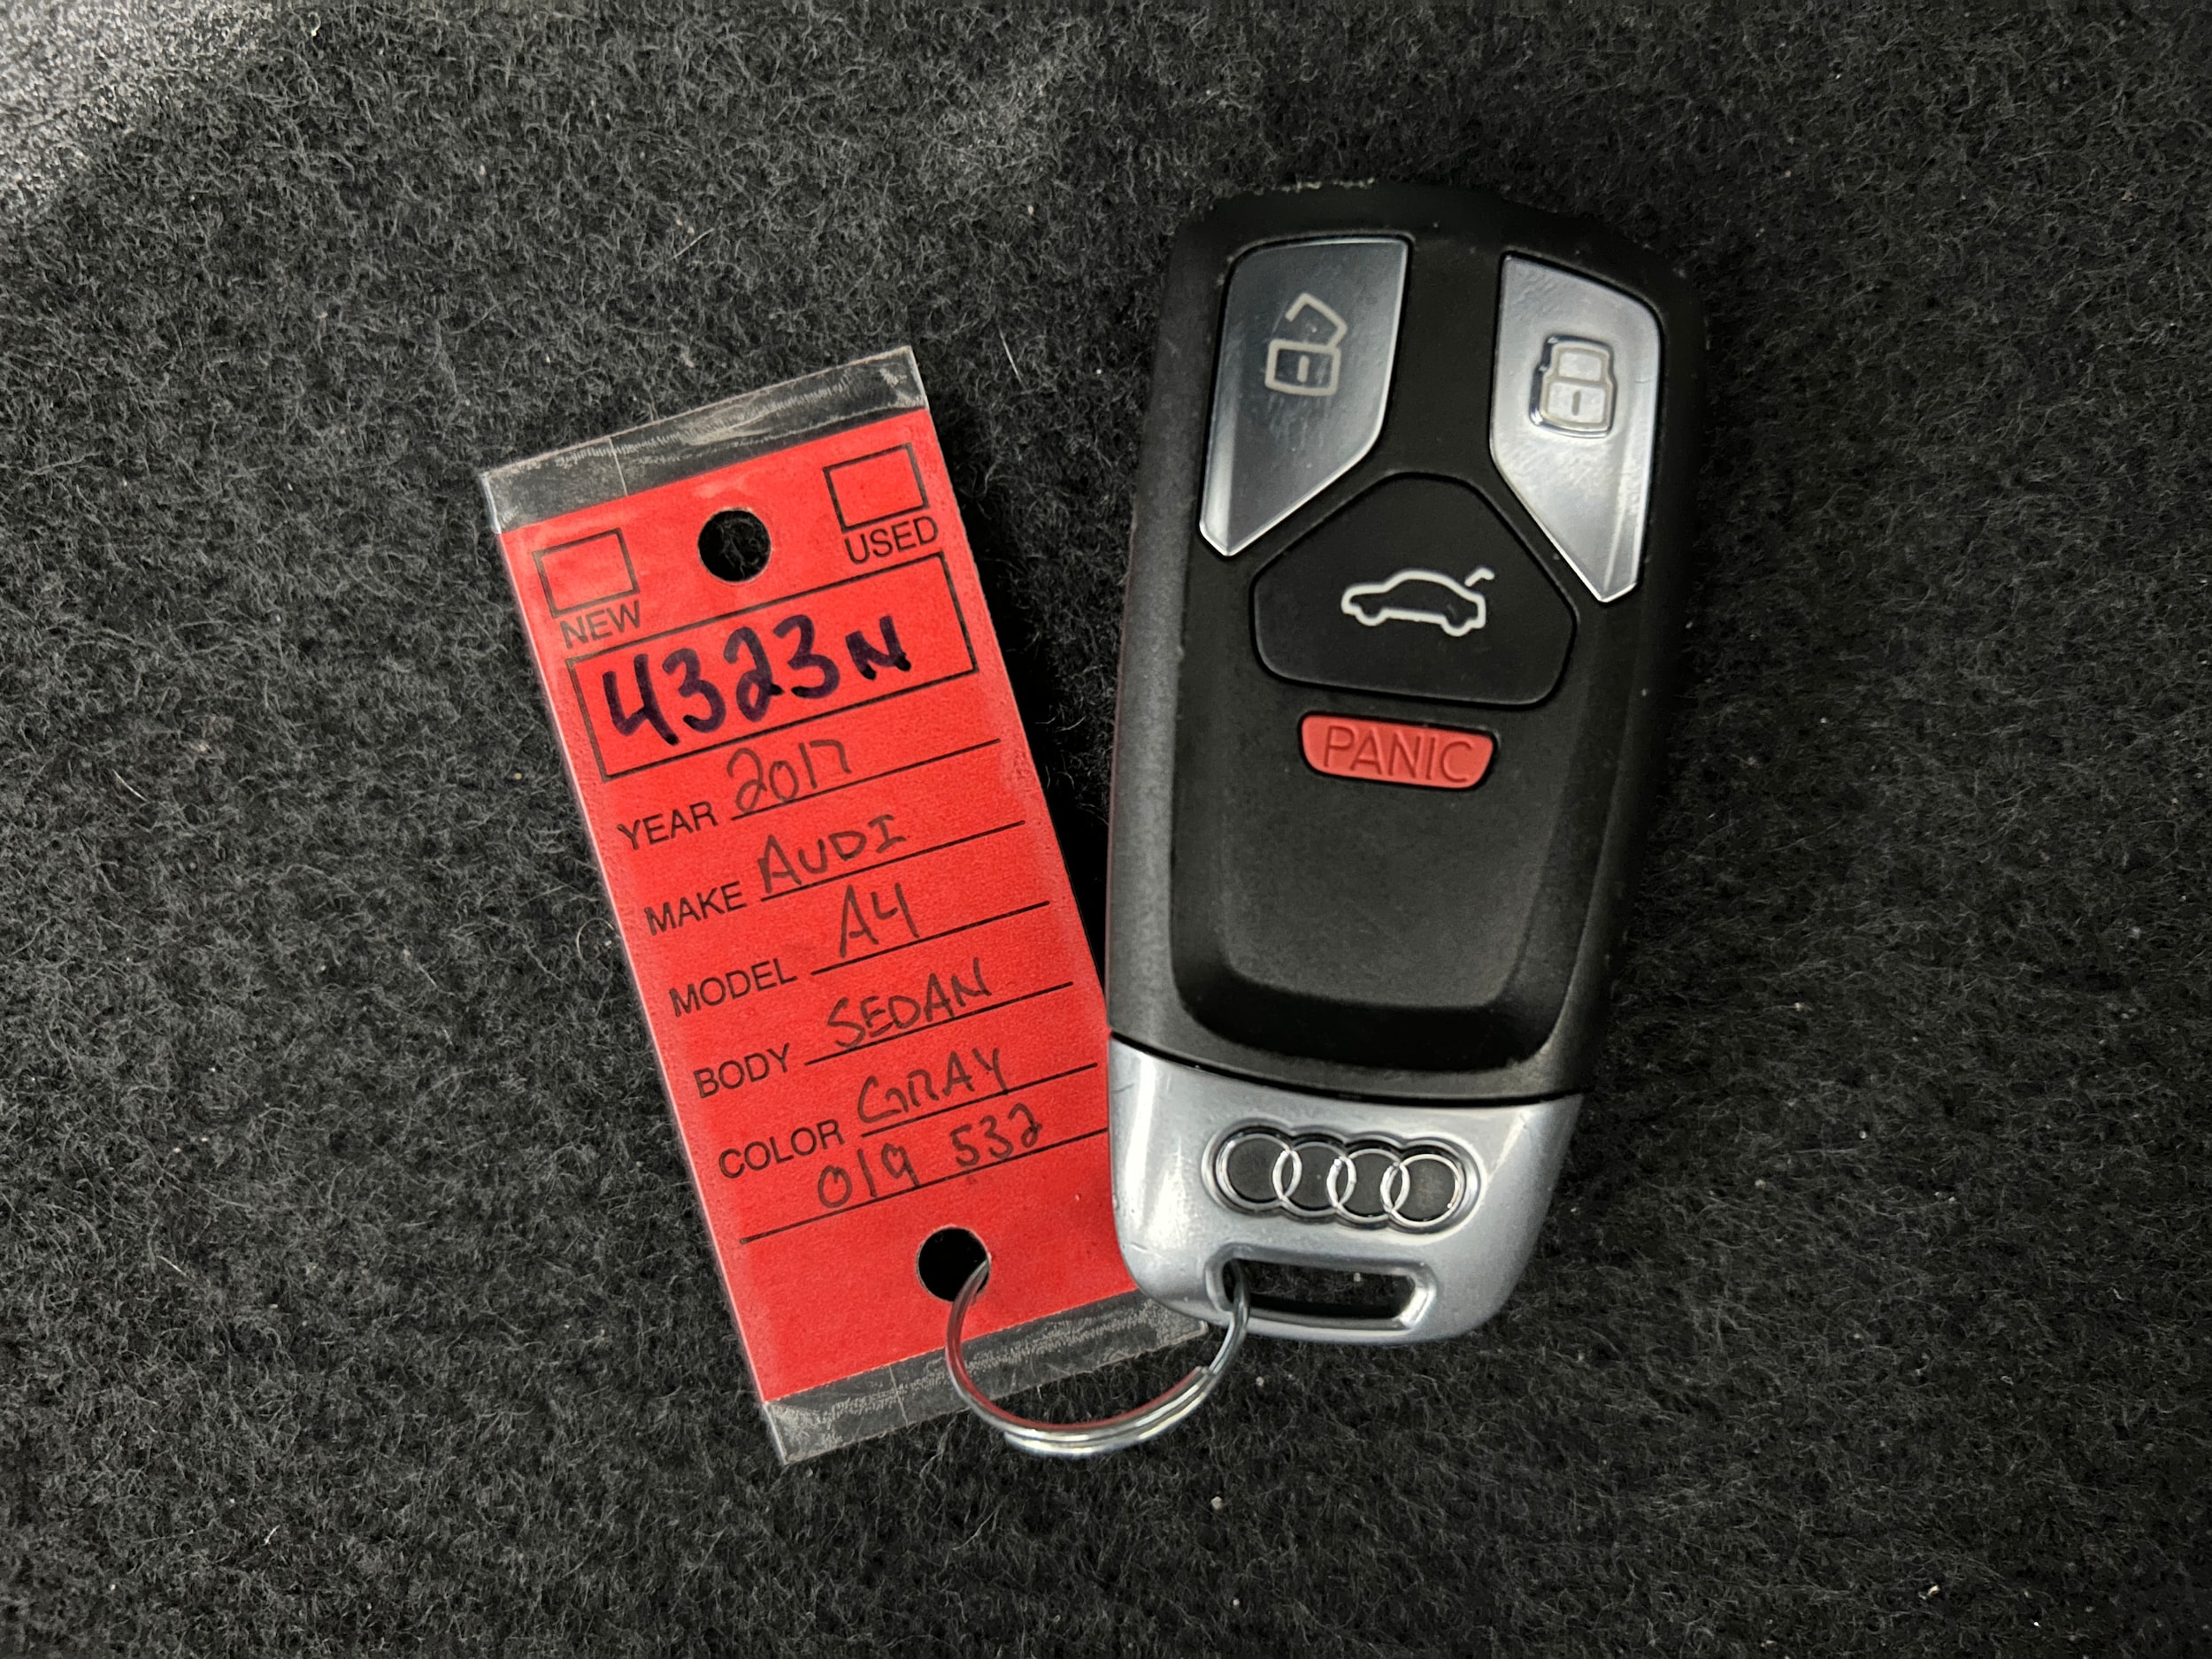 NEW USED
4323N
YEAR 2017
MAKE AUDI
MODEL A4
BODY SEDAN
COLOR GRAY
019 532
PANIC